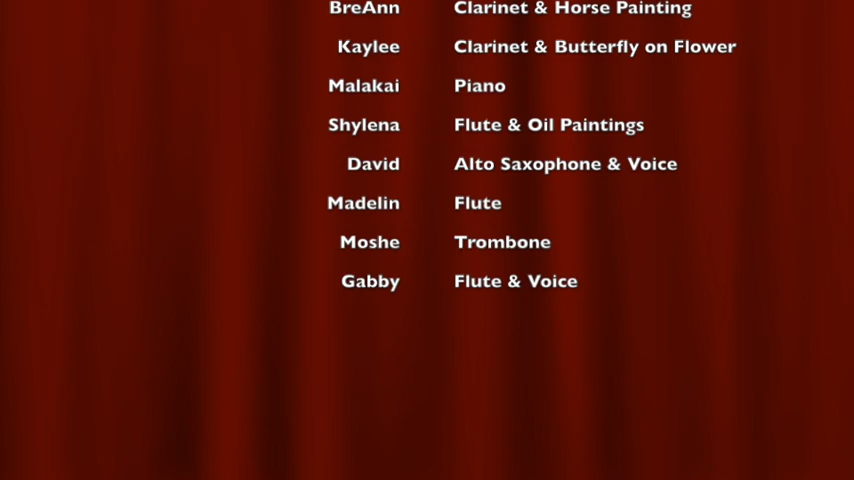 BreAnn Clarinet & Horse Painting
Kaylee Clarinet & Butterfly on Flower
Malakai Piano
Shylena Flute & Oil Paintings
David Alto Saxophone & Voice
Madelin Flute
Moshe Trombone
Gabby Flute & Voice